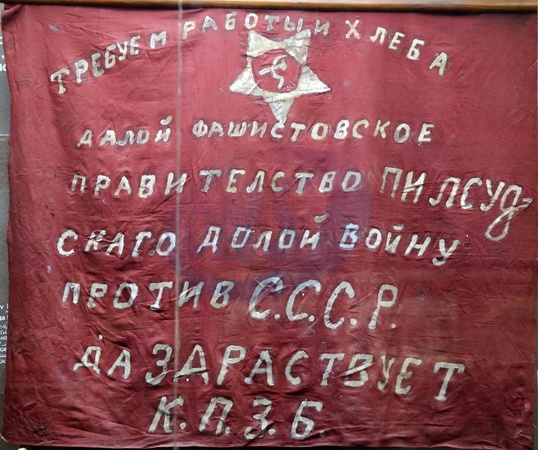 ТРЕБУЕМ РАБОТЫ И ХЛЕБА
ДАЛОЙ ФАШИСТОВСКОЕ
ПРАВИТЕЛСТВО ПИЛСУД-
СКАГО ДОЛОЙ ВОЙНУ
ПРОТИВ С.С.С.Р.
ДА ЗДРАСТВУЕТ
К.П.З.Б.